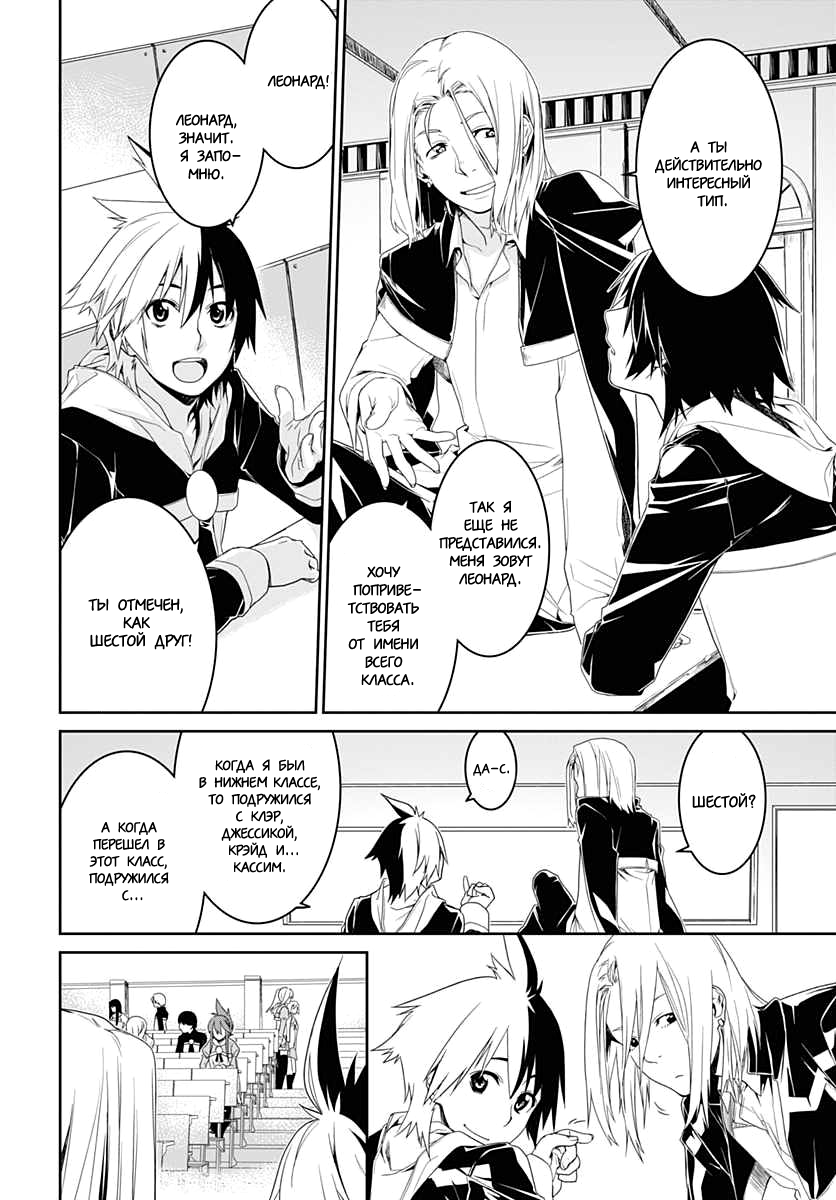 А ТЫ
ДЕЙСТВИТЕЛЬНО
ИНТЕРЕСНЫЙ
ТИП.
ТАК Я
ЕЩЕ НЕ
ПРЕДСТАВИЛСЯ.
МЕНЯ ЗОВУТ
ЛЕОНАРД.
ХОЧУ
ПОПРИВЕ-
ТСТВОВАТЬ
ТЕБЯ
ОТ ИМЕНИ
ВСЕГО
КЛАССА.
ЛЕОНАРД!
ЛЕОНАРД,
ЗНАЧИТ.
Я ЗАПО-
МНЮ.
ТЫ ОТМЕЧЕН,
КАК
ШЕСТОЙ ДРУГ!
ШЕСТОЙ?
ДА-С.
КОГДА Я БЫЛ
В НИЖНЕМ КЛАССЕ,
ТО ПОДРУЖИЛСЯ
С КЛЭР,
ДЖЕССИКОЙ,
КРЭЙД И...
КАССИМ.
А КОГДА
ПЕРЕШЕЛ В
ЭТОТ КЛАСС,
ПОДРУЖИЛСЯ
С...